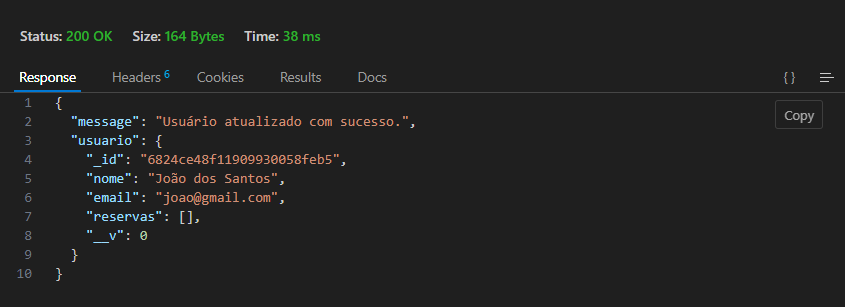 Status: 200 OK Size: 164 Bytes Time: 38 ms
Response Headers 6 Cookies Results Docs { }
Copy
1 {
2 "message": "Usuário atualizado com sucesso.",
3 "usuario": {
4 "_id": "6824ce48f11909930058feb5",
5 "nome": "João dos Santos",
6 "email": "joao@gmail.com",
7 "reservas": [],
8 "__v": 0
9 }
10 }